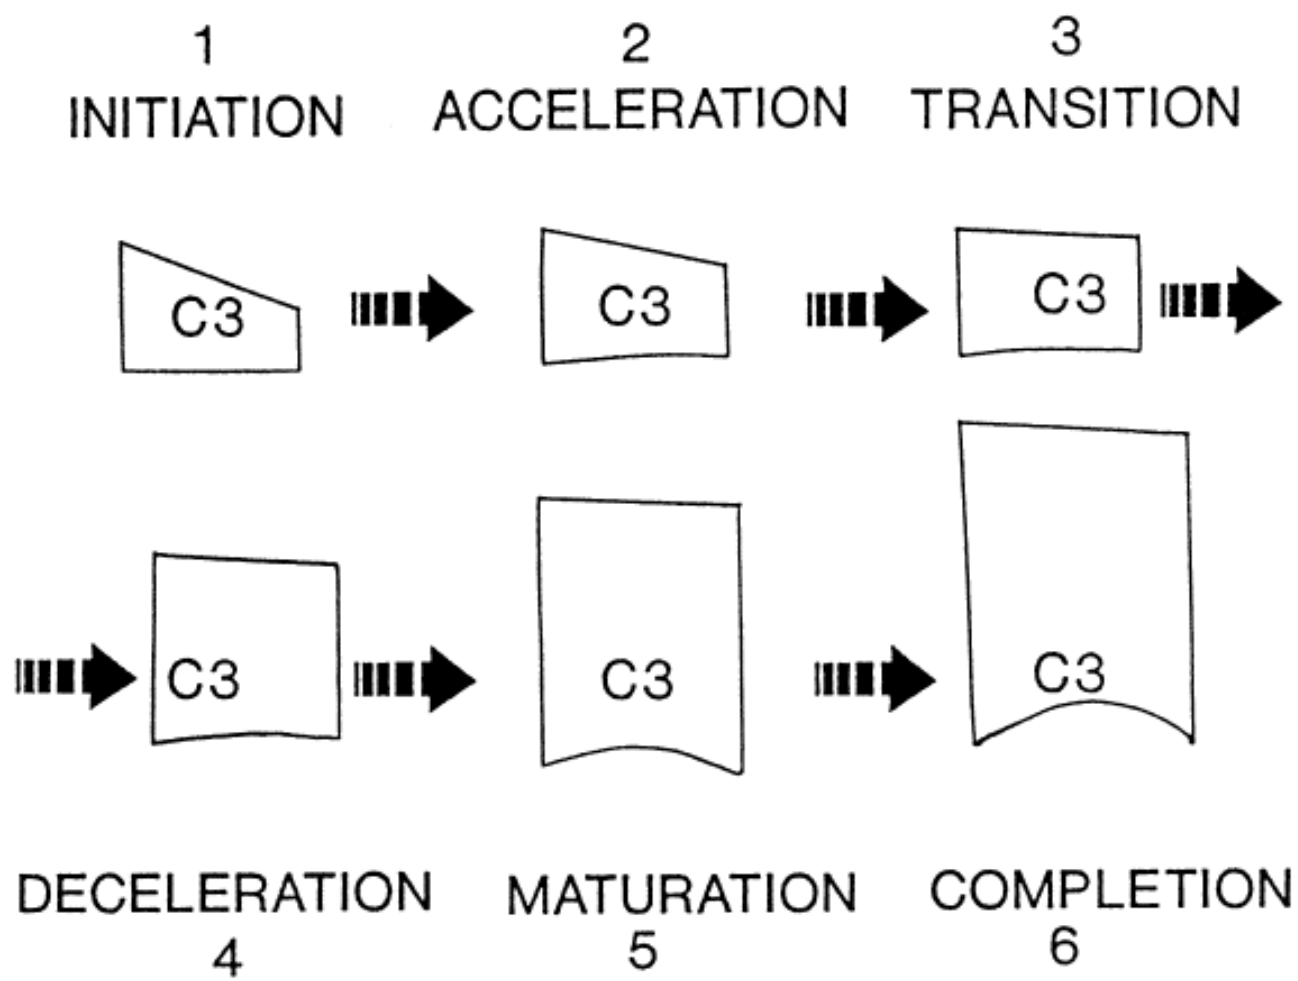 1 2 3
INITIATION ACCELERATION TRANSITION
C3 C3 C3
C3 C3 C3
DECELERATION MATURATION COMPLETION
4 5 6